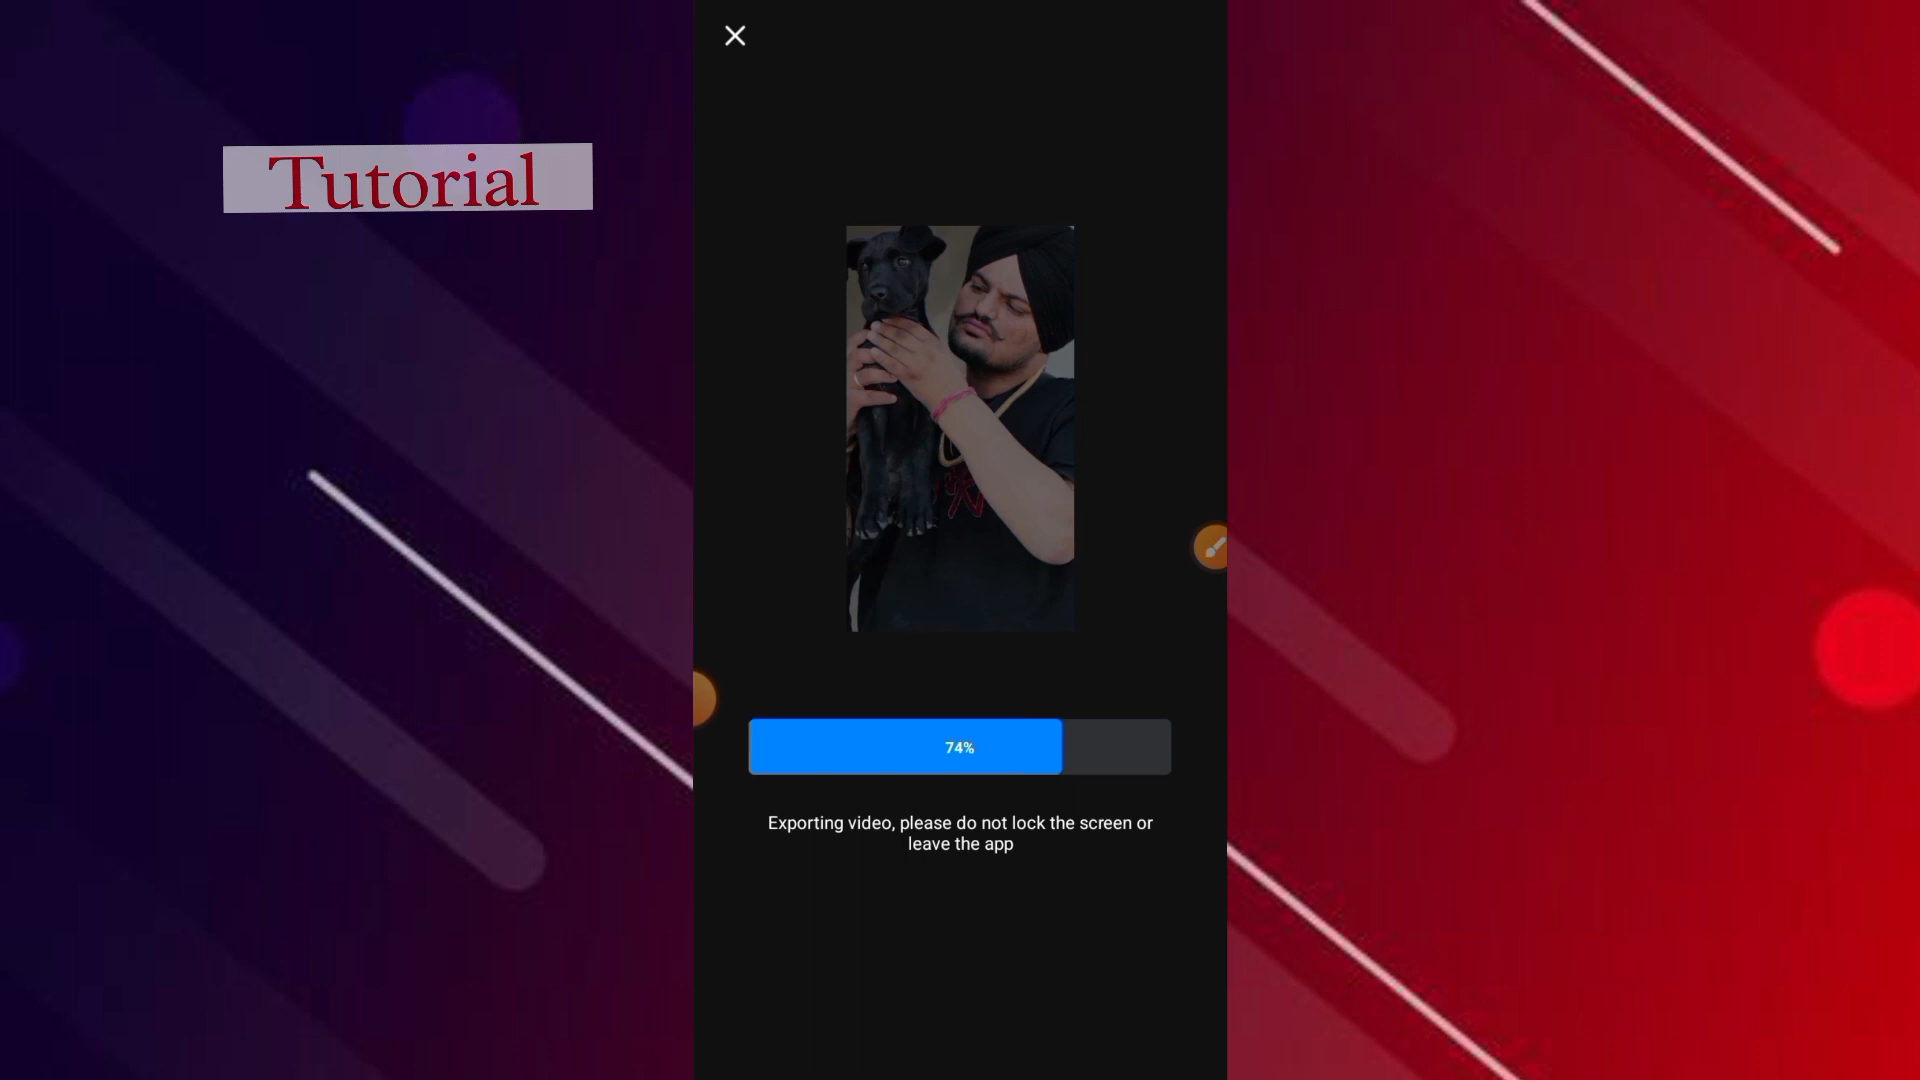 Tutorial
74%
Exporting video, please do not lock the screen or
leave the app